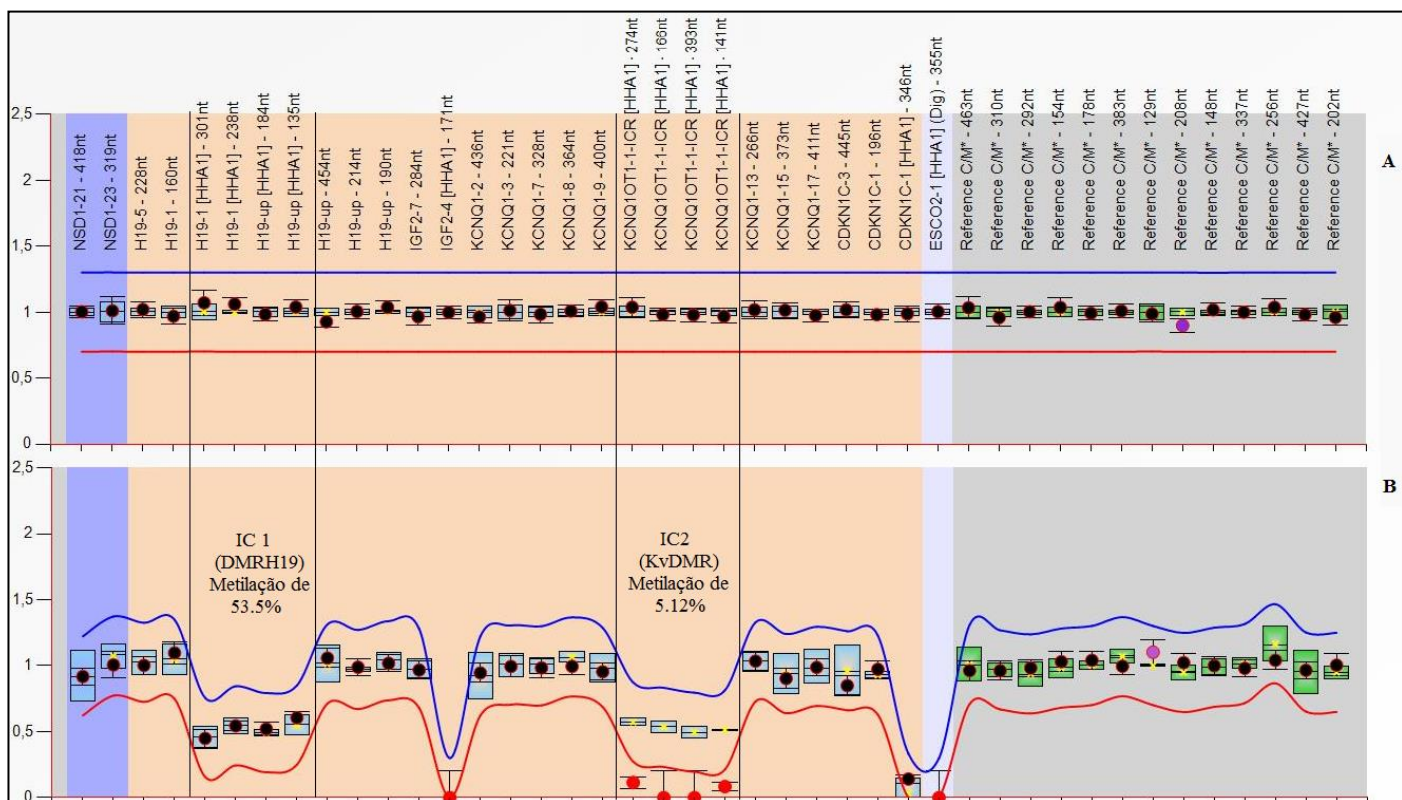 2,5
2
1,5
1
0,5
0
NSD1-21 - 418nt
NSD1-23 - 319nt
H19-5 - 228nt
H19-1 - 160nt
H19-1 [HHA1] - 301nt
H19-1 [HHA1] - 238nt
H19-up [HHA1] - 184nt
H19-up [HHA1] - 135nt
H19-up - 454nt
H19-up - 214nt
H19-up - 190nt
IGF2-7 - 284nt
IGF2-4 [HHA1] - 171nt
KCNQ1-2 - 436nt
KCNQ1-3 - 221nt
KCNQ1-7 - 328nt
KCNQ1-8 - 364nt
KCNQ1-9 - 400nt
KCNQ1OT1-1-ICR [HHA1] - 274nt
KCNQ1OT-1-ICR [HHA1] - 166nt
KCNQ1OT1-1-ICR [HHA1] - 393nt
KCNQ1OT-1-ICR [HHA1] - 141nt
KCNQ1-13 - 266nt
KCNQ1-15 - 373nt
KCNQ1-17 - 411nt
CDKN1C-3 - 445nt
CDKN1C-1 - 196nt
CDKN1C-1 [HHA1] - 346nt
ESCO2-1 [HHA1] (Dig) - 355nt
Reference C/M* - 463nt
Reference C/M* - 310nt
Reference C/M* - 292nt
Reference C/M* - 154nt
Reference C/M* - 178nt
Reference C/M* - 383nt
Reference C/M* - 129nt
Reference C/M* - 208nt
Reference C/M* - 148nt
Reference C/M* - 337nt
Reference C/M* - 256nt
Reference C/M* - 427nt
Reference C/M* - 202nt
A
2,5
2
1,5
1
0,5
0
IC 1
(DMRH19)
Metilação de
53.5%
IC2
(KvDMR)
Metilação de
5.12%
B